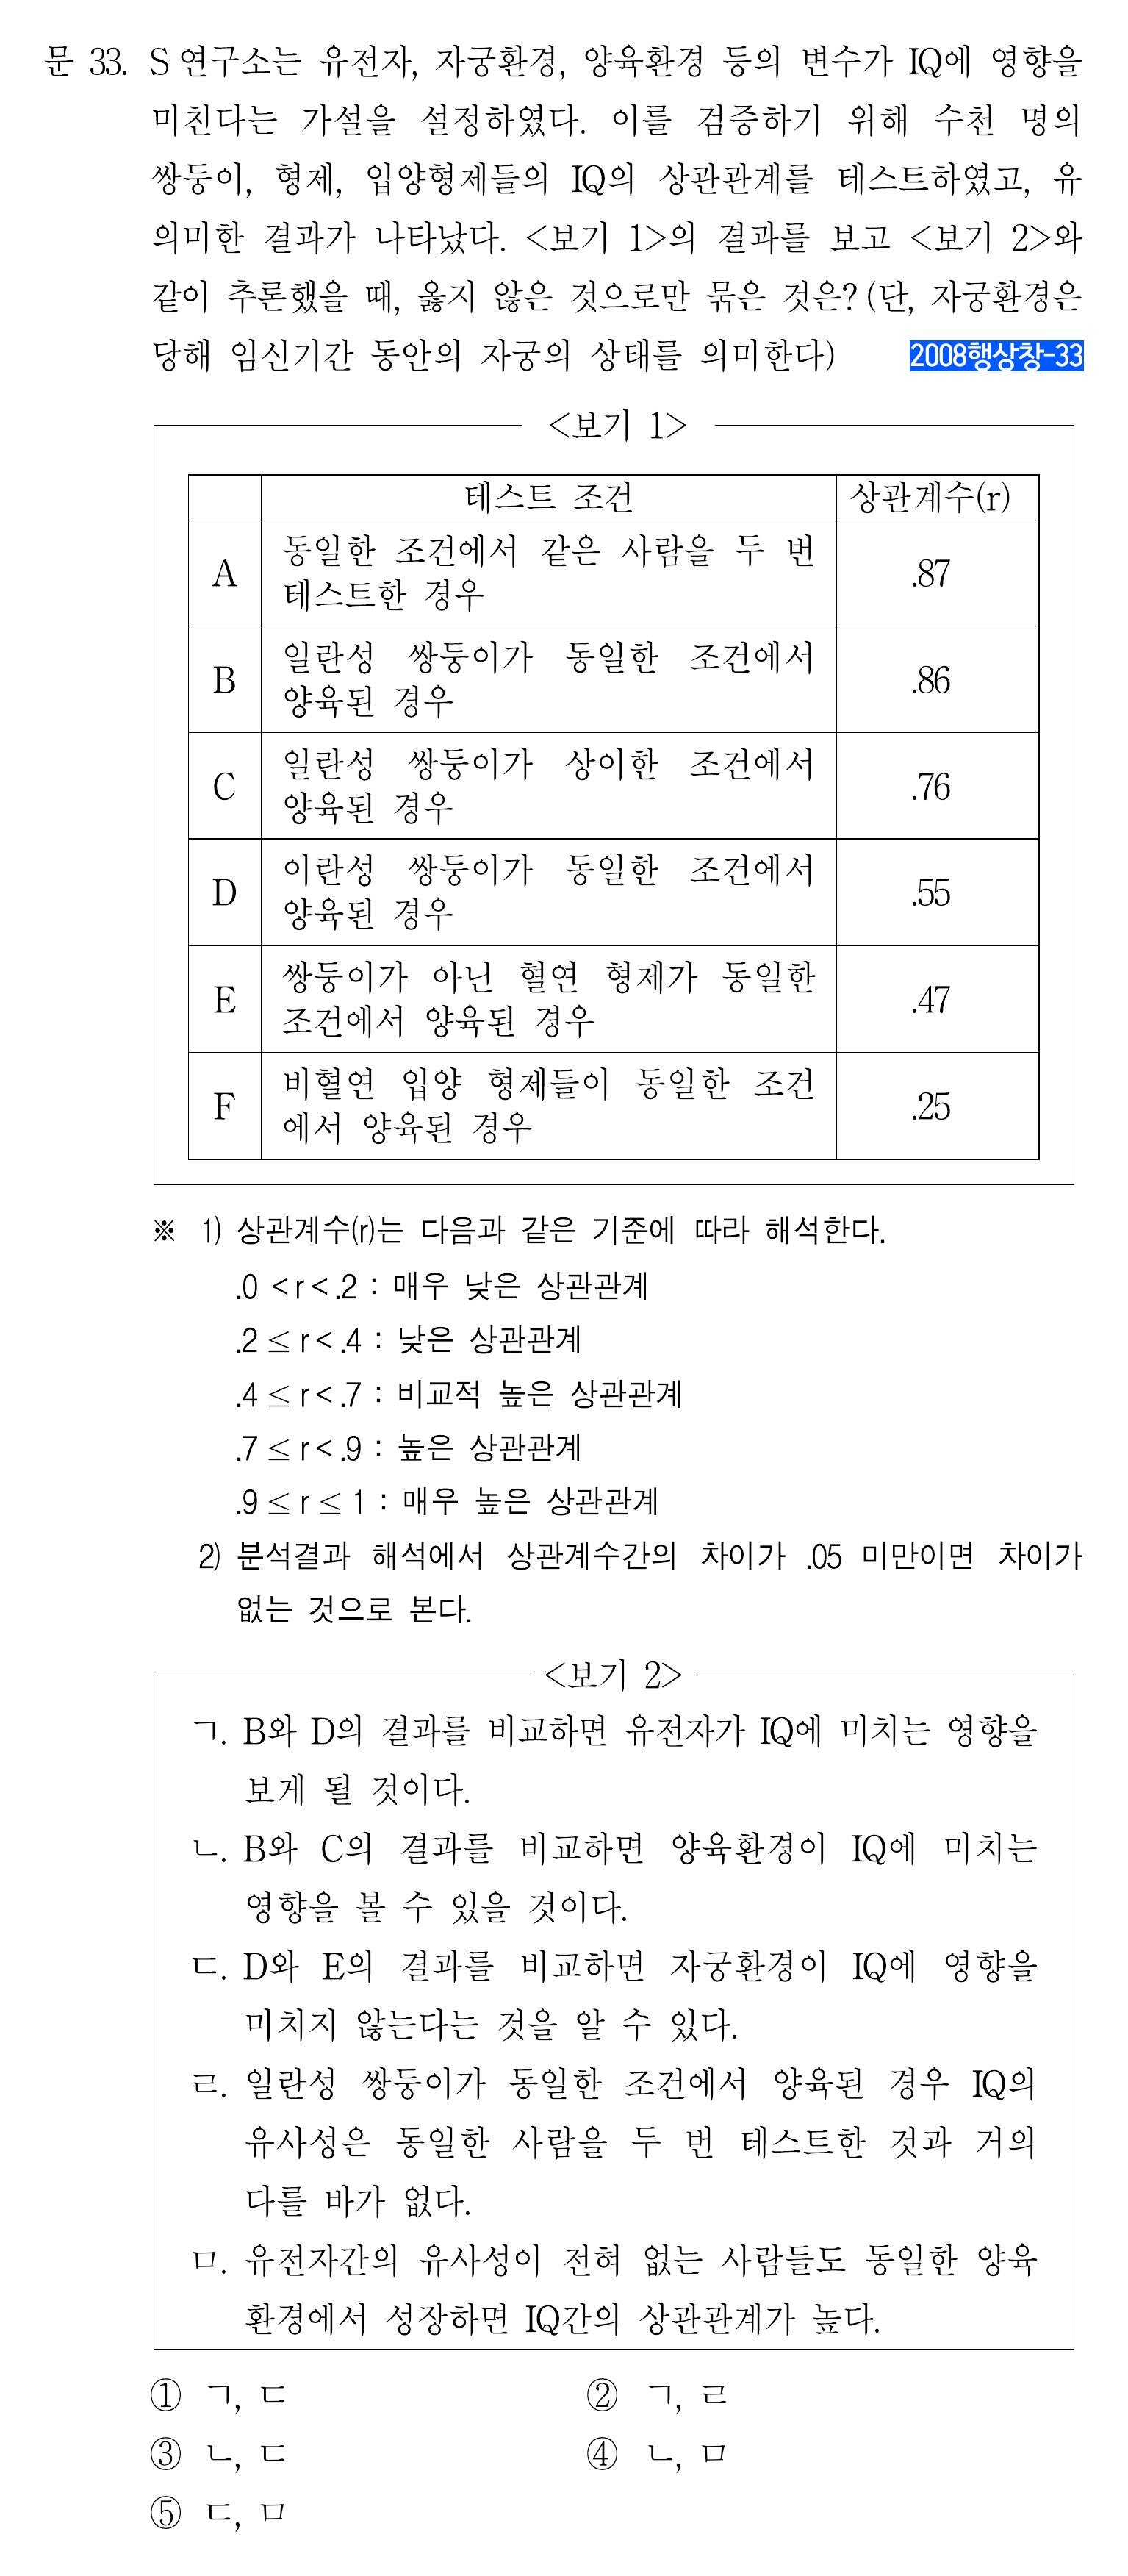 문 33. S연구소는 유전자, 자궁환경, 양육환경 등의 변수가 IQ에 영향을
미친다는 가설을 설정하였다. 이를 검증하기 위해 수천 명의
쌍둥이, 형제, 입양형제들의 IQ의 상관관계를 테스트하였고, 유
의미한 결과가 나타났다. <보기 1>의 결과를 보고 <보기 2>와
같이 추론했을 때, 옳지 않은 것으로만 묶은 것은? (단, 자궁환경은
당해 임신기간 동안의 자궁의 상태를 의미한다) 2008행상창-33
<보기 1>
테스트 조건 상관계수(r)
A 동일한 조건에서 같은 사람을 두 번
테스트한 경우 .87
B 일란성 쌍둥이가 동일한 조건에서
양육된 경우 .86
C 일란성 쌍둥이가 상이한 조건에서
양육된 경우 .76
D 이란성 쌍둥이가 동일한 조건에서
양육된 경우 .55
E 쌍둥이가 아닌 혈연 형제가 동일한
조건에서 양육된 경우 .47
F 비혈연 입양 형제들이 동일한 조건
에서 양육된 경우 .25
※ 1) 상관계수(r)는 다음과 같은 기준에 따라 해석한다.
.0 < r < .2 : 매우 낮은 상관관계
.2 ≤ r < .4 : 낮은 상관관계
.4 ≤ r < .7 : 비교적 높은 상관관계
.7 ≤ r < .9 : 높은 상관관계
.9 ≤ r ≤ 1 : 매우 높은 상관관계
2) 분석결과 해석에서 상관계수간의 차이가 .05 미만이면 차이가
없는 것으로 본다.
<보기 2>
ㄱ. B와 D의 결과를 비교하면 유전자가 IQ에 미치는 영향을
보게 될 것이다.
ㄴ. B와 C의 결과를 비교하면 양육환경이 IQ에 미치는
영향을 볼 수 있을 것이다.
ㄷ. D와 E의 결과를 비교하면 자궁환경이 IQ에 영향을
미치지 않는다는 것을 알 수 있다.
ㄹ. 일란성 쌍둥이가 동일한 조건에서 양육된 경우 IQ의
유사성은 동일한 사람을 두 번 테스트한 것과 거의
다를 바가 없다.
ㅁ. 유전자간의 유사성이 전혀 없는 사람들도 동일한 양육
환경에서 성장하면 IQ간의 상관관계가 높다.
① ㄱ, ㄷ ② ㄱ, ㄹ
③ ㄴ, ㄷ ④ ㄴ, ㅁ
⑤ ㄷ, ㅁ